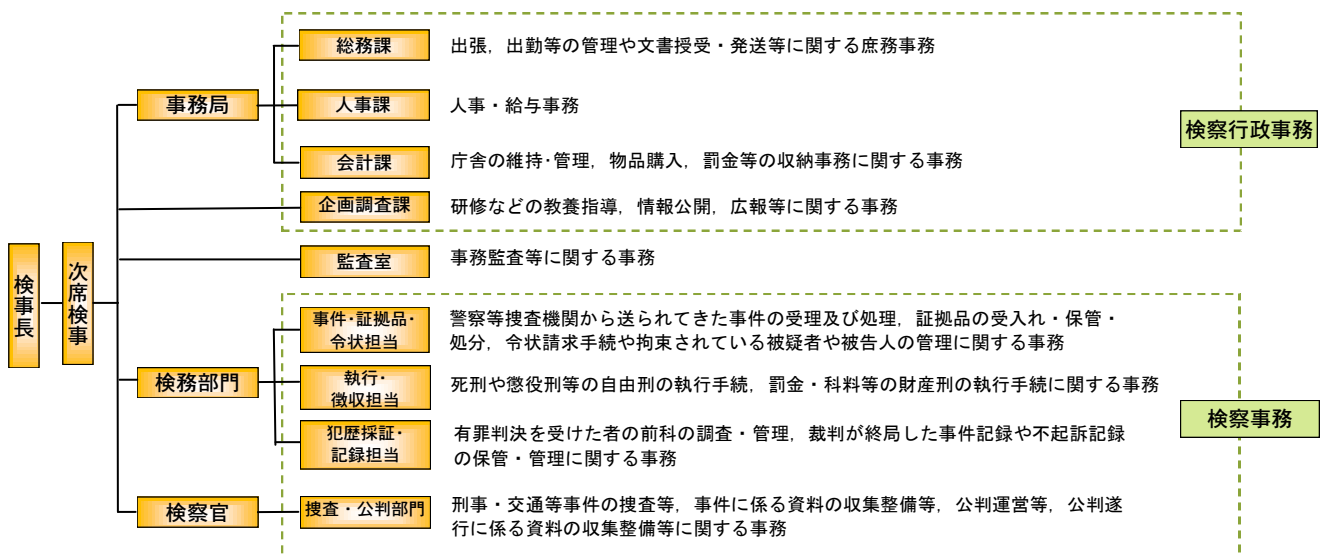 総務課
出張，出勤等の管理や文書授受・発送等に関する庶務事務
事務局
人事課
人事・給与事務
検察行政事務
会計課
庁舎の維持･管理，物品購入，罰金等の収納事務に関する事務
企画調査課
研修などの教養指導，情報公開，広報等に関する事務
検事長
次席検事
監査室
事務監査等に関する事務
事件･証拠品・
令状担当
警察等捜査機関から送られてきた事件の受理及び処理，証拠品の受入れ・保管・
処分，令状請求手続や拘束されている被疑者や被告人の管理に関する事務
検務部門
執行・
徴収担当
死刑や懲役刑等の自由刑の執行手続，罰金・科料等の財産刑の執行手続に関する事務
検察事務
犯歴採証・
記録担当
有罪判決を受けた者の前科の調査・管理，裁判が終局した事件記録や不起訴記録
の保管・管理に関する事務
検察官
捜査・公判部門
刑事・交通等事件の捜査等，事件に係る資料の収集整備等，公判運営等，公判遂
行に係る資料の収集整備等に関する事務